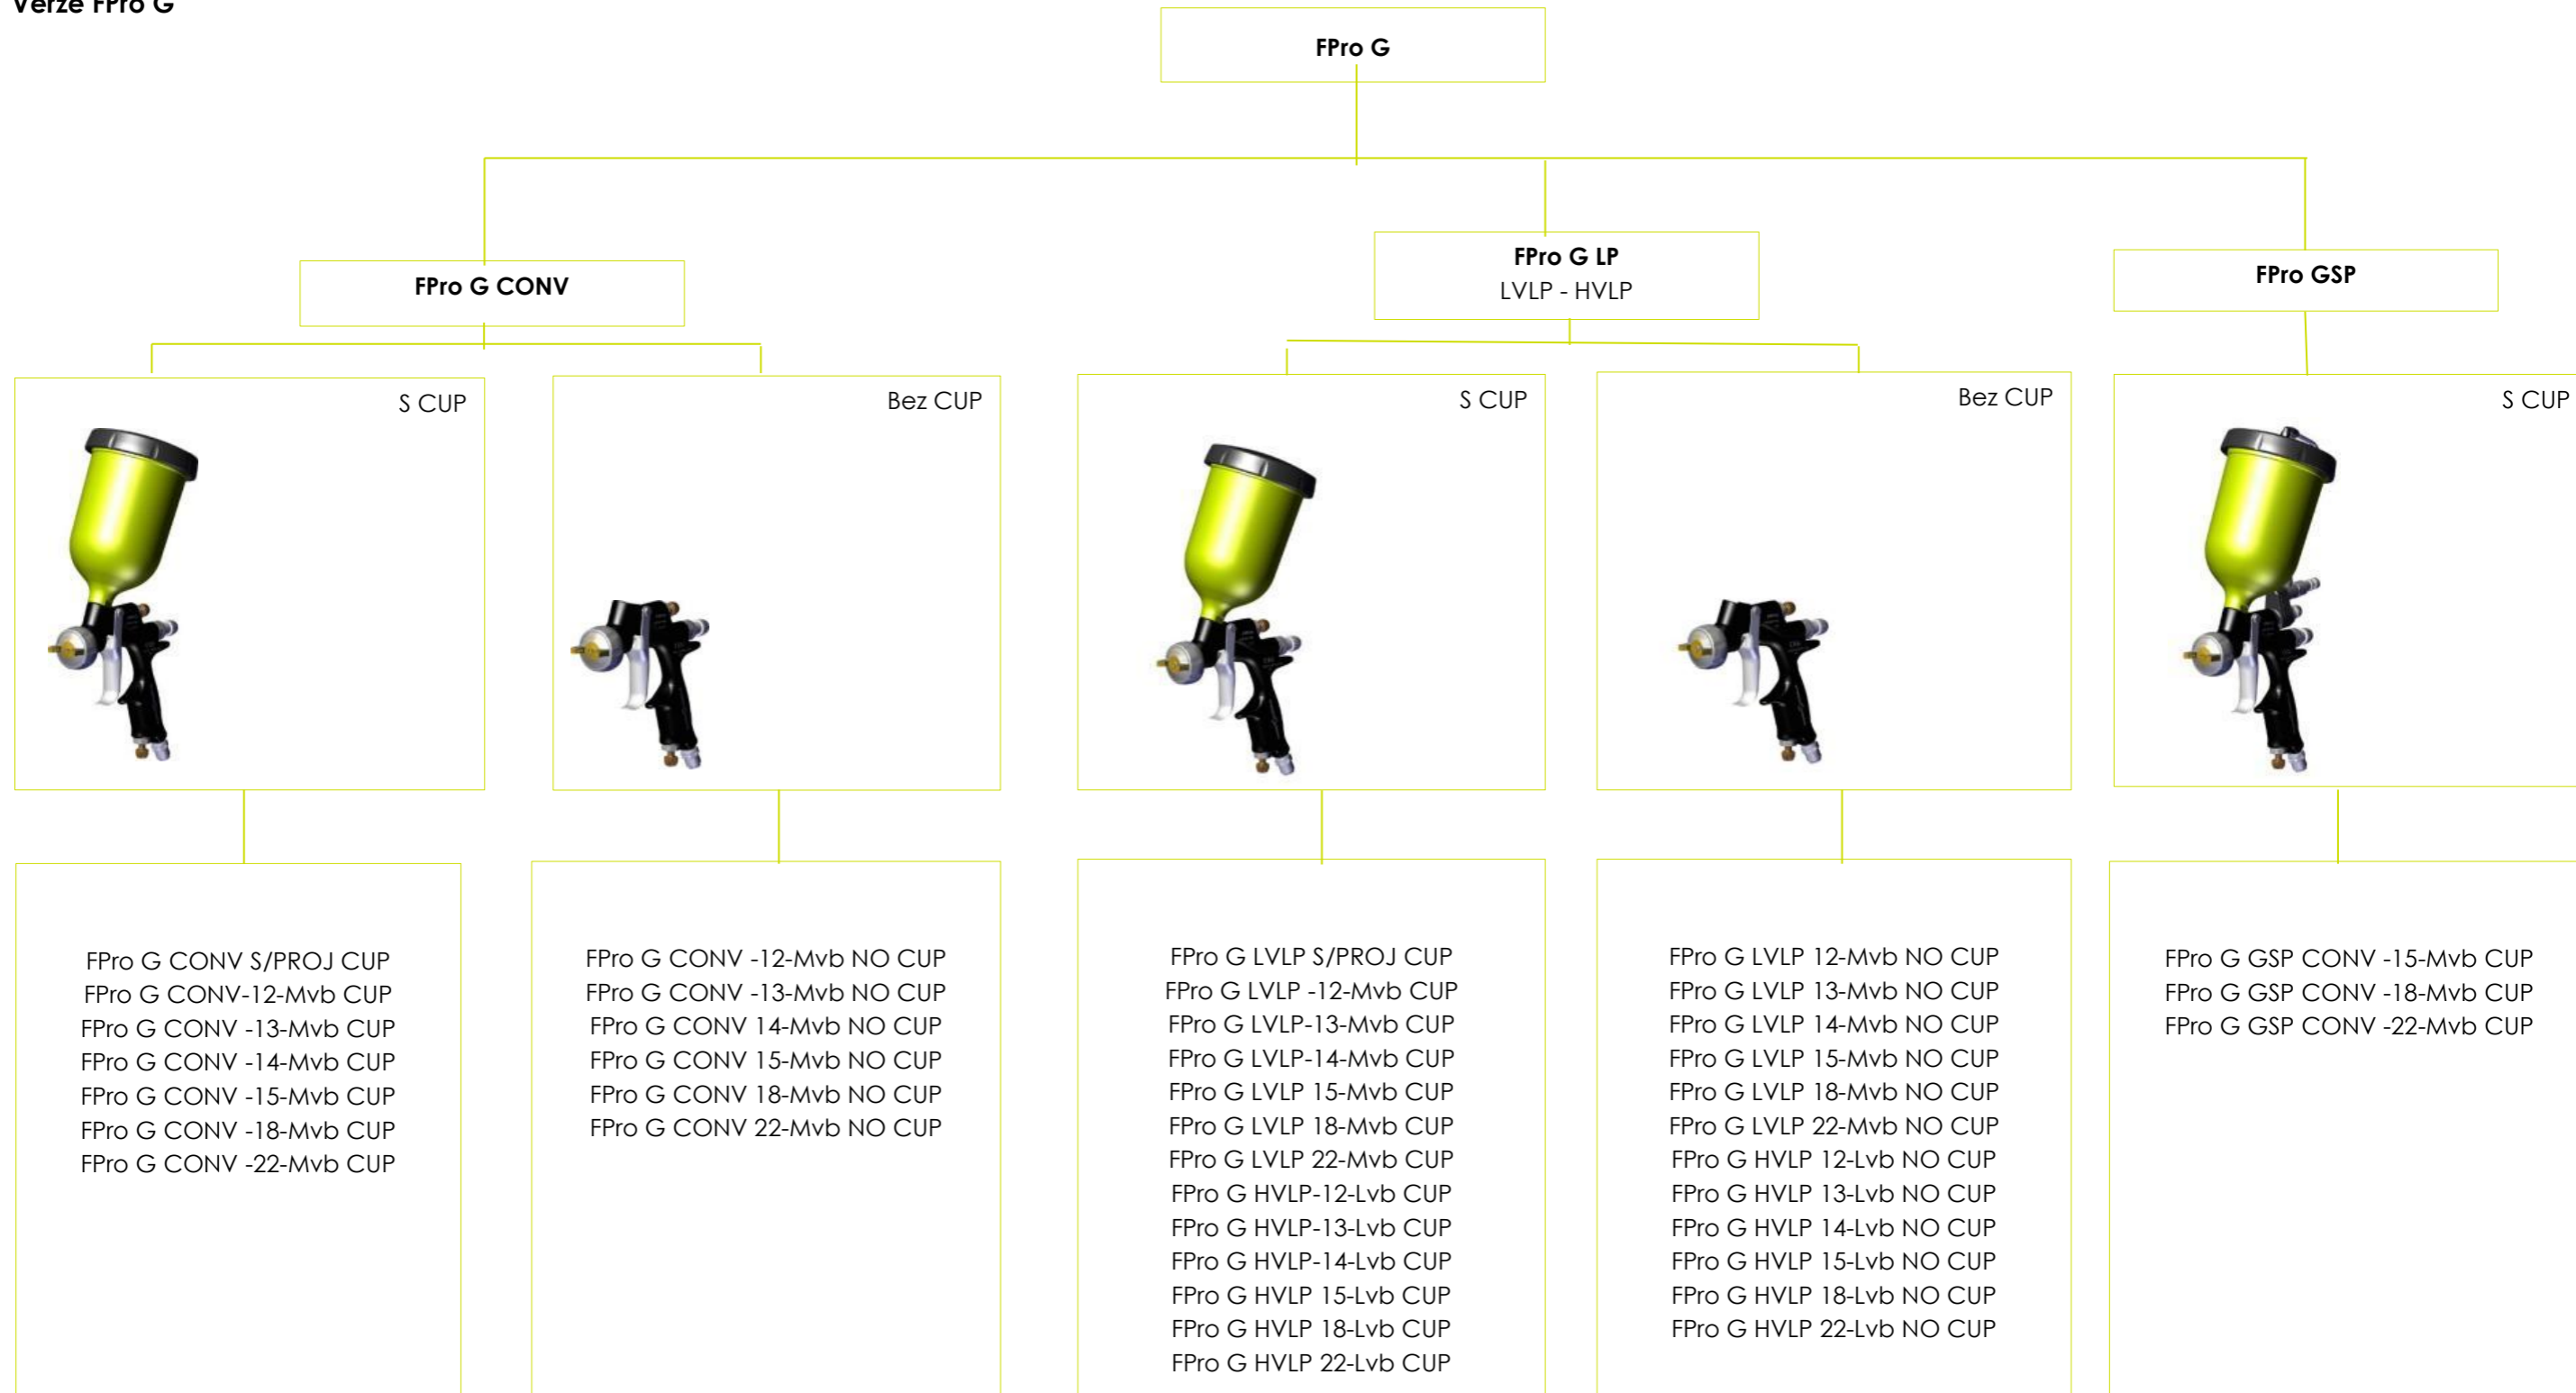 Verze FPro G
FPro G
FPro G CONV
FPro G LP
LVLP - HVLP
FPro GSP
S CUP
Bez CUP
S CUP
Bez CUP
S CUP
FPro G CONV S/PROJ CUP
FPro G CONV-12-Mvb CUP
FPro G CONV -13-Mvb CUP
FPro G CONV -14-Mvb CUP
FPro G CONV -15-Mvb CUP
FPro G CONV -18-Mvb CUP
FPro G CONV -22-Mvb CUP
FPro G CONV -12-Mvb NO CUP
FPro G CONV -13-Mvb NO CUP
FPro G CONV 14-Mvb NO CUP
FPro G CONV 15-Mvb NO CUP
FPro G CONV 18-Mvb NO CUP
FPro G CONV 22-Mvb NO CUP
FPro G LVLP S/PROJ CUP
FPro G LVLP -12-Mvb CUP
FPro G LVLP-13-Mvb CUP
FPro G LVLP-14-Mvb CUP
FPro G LVLP 15-Mvb CUP
FPro G LVLP 18-Mvb CUP
FPro G LVLP 22-Mvb CUP
FPro G HVLP-12-Lvb CUP
FPro G HVLP-13-Lvb CUP
FPro G HVLP-14-Lvb CUP
FPro G HVLP 15-Lvb CUP
FPro G HVLP 18-Lvb CUP
FPro G HVLP 22-Lvb CUP
FPro G LVLP 12-Mvb NO CUP
FPro G LVLP 13-Mvb NO CUP
FPro G LVLP 14-Mvb NO CUP
FPro G LVLP 15-Mvb NO CUP
FPro G LVLP 18-Mvb NO CUP
FPro G LVLP 22-Mvb NO CUP
FPro G HVLP 12-Lvb NO CUP
FPro G HVLP 13-Lvb NO CUP
FPro G HVLP 14-Lvb NO CUP
FPro G HVLP 15-Lvb NO CUP
FPro G HVLP 18-Lvb NO CUP
FPro G HVLP 22-Lvb NO CUP
FPro G GSP CONV -15-Mvb CUP
FPro G GSP CONV -18-Mvb CUP
FPro G GSP CONV -22-Mvb CUP